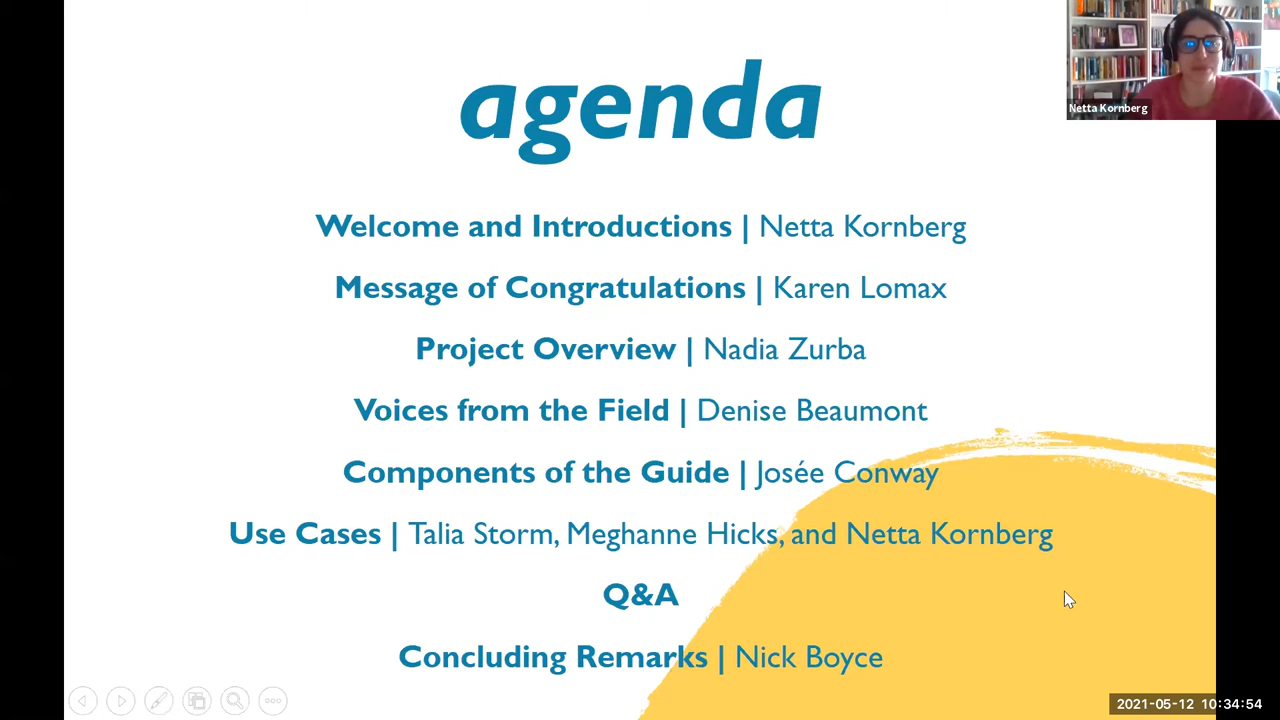 agenda
Netta Kornberg
Welcome and Introductions | Netta Kornberg
Message of Congratulations | Karen Lomax
Project Overview | Nadia Zurba
Voices from the Field | Denise Beaumont
Components of the Guide | Josée Conway
Use Cases | Talia Storm, Meghanne Hicks, and Netta Kornberg
Q&A
Concluding Remarks | Nick Boyce
2021-05-12 10:34:54